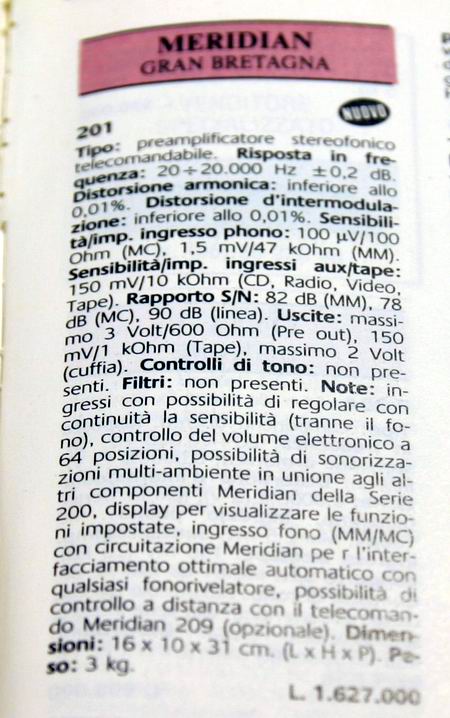 MERIDIAN
GRAN BRETAGNA
NUOVO
201
Tipo: preamplificatore stereofonico
telecomandabile. Risposta in fre-
quenza: 20÷20.000 Hz ±0,2 dB.
Distorsione armonica: inferiore allo
0,01%. Distorsione d'intermodula-
zione: inferiore allo 0,01%. Sensibili-
tà/imp. ingresso phono: 100 µV/100
Ohm (MC), 1,5 mV/47 kOhm (MM).
Sensibilità/imp. ingressi aux/tape:
150 mV/10 kOhm (CD, Radio, Video,
Tape). Rapporto S/N: 82 dB (MM), 78
dB (MC), 90 dB (linea). Uscite: massi-
mo 3 Volt/600 Ohm (Pre out), 150
mV/1 kOhm (Tape), massimo 2 Volt
(cuffia). Controlli di tono: non pre-
senti. Filtri: non presenti. Note: in-
gressi con possibilità di regolare con
continuità la sensibilità (tranne il fo-
no), controllo del volume elettronico a
64 posizioni, possibilità di sonorizza-
zioni multi-ambiente in unione agli al-
tri componenti Meridian della Serie
200, display per visualizzare le funzio-
ni impostate, ingresso fono (MM/MC)
con circuitazione Meridian pe r l'inter-
facciamento ottimale automatico con
qualsiasi fonorivelatore, possibilità di
controllo a distanza con il telecoman-
do Meridian 209 (opzionale). Dimen-
sioni: 16 x 10 x 31 cm. (L x H x P). Pe-
so: 3 kg.
L. 1.627.000